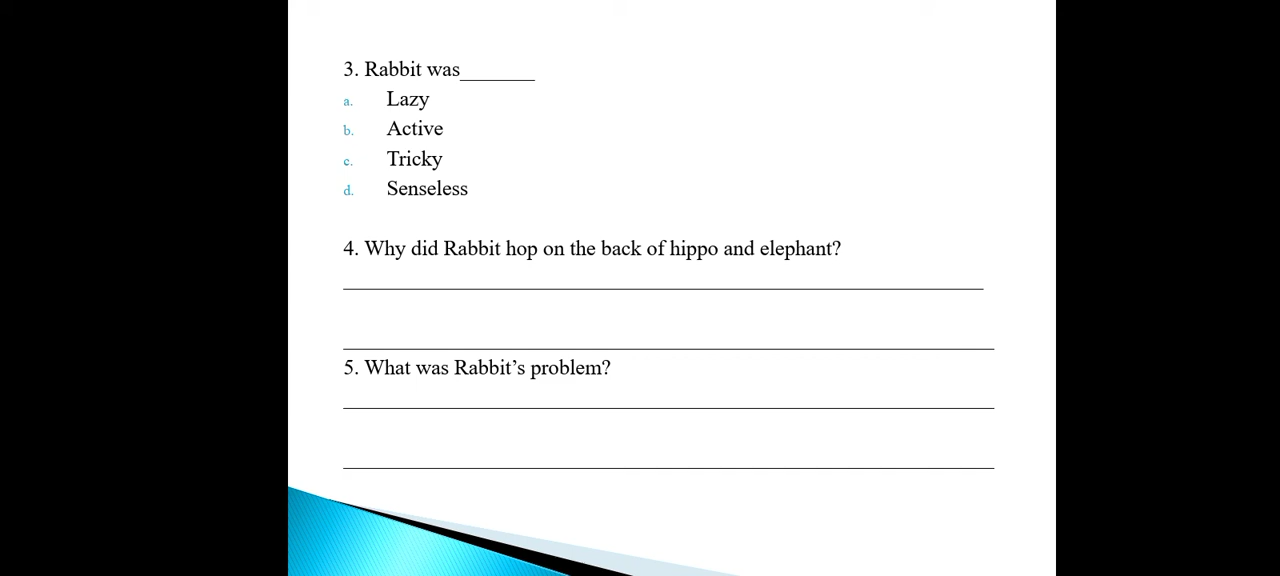 3. Rabbit was_______
a. Lazy
b. Active
c. Tricky
d. Senseless
4. Why did Rabbit hop on the back of hippo and elephant?
5. What was Rabbit’s problem?